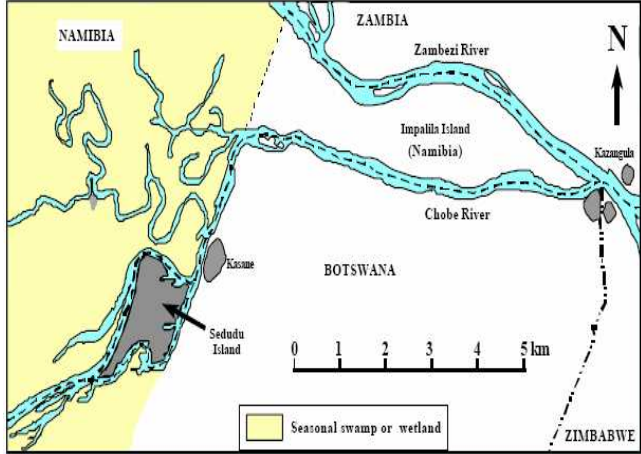 NAMIBIA
ZAMBIA
Zambezi River
N
Impalila Island
(Namibia)
Kazangula
Chobe River
Kasane
BOTSWANA
Sedudu
Island
0 1 2 3 4 5 km
Seasonal swamp or wetland
ZIMBABWE